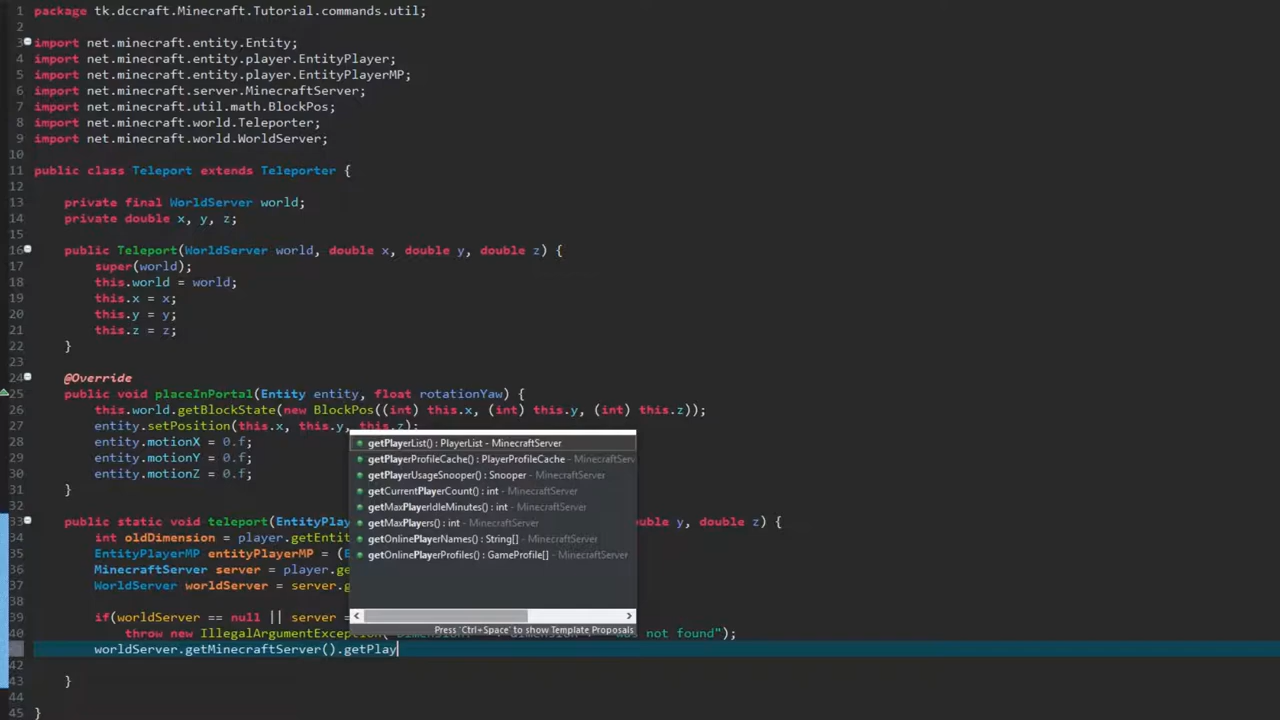 1 package tk.dccraft.Minecraft.Tutorial.commands.util;
2
3 import net.minecraft.entity.Entity;
4 import net.minecraft.entity.player.EntityPlayer;
5 import net.minecraft.entity.player.EntityPlayerMP;
6 import net.minecraft.server.MinecraftServer;
7 import net.minecraft.util.math.BlockPos;
8 import net.minecraft.world.Teleporter;
9 import net.minecraft.world.WorldServer;
10
11 public class Teleport extends Teleporter {
12
13 private final WorldServer world;
14 private double x, y, z;
15
16 public Teleport(WorldServer world, double x, double y, double z) {
17 super(world);
18 this.world = world;
19 this.x = x;
20 this.y = y;
21 this.z = z;
22 }
23
24 @Override
25 public void placeInPortal(Entity entity, float rotationYaw) {
26 this.world.getBlockState(new BlockPos((int) this.x, (int) this.y, (int) this.z));
27 entity.setPosition(this.x, this.y, this.z);
28 entity.motionX = 0.f;
29 entity.motionY = 0.f;
30 entity.motionZ = 0.f;
31 }
32
33 public static void teleport(EntityPla double y, double z) {
34 int oldDimension = player.getEntit
35 EntityPlayerMP entityPlayerMP = (E
36 MinecraftServer server = player.ge
37 WorldServer worldServer = server.g
39 if(worldServer == null || server =
40 throw new IllegalArgumentException( not found");
worldServer.getMinecraftServer().getPlay
42
43 }
44
45 }
getPlayerList() : PlayerList - MinecraftServer
getPlayerProfileCache() : PlayerProfileCache - MinecraftServ
getPlayerUsageSnooper() : Snooper - MinecraftServer
getCurrentPlayerCount() : int - MinecraftServer
getMaxPlayerIdleMinutes() : int - MinecraftServer
getMaxPlayers() : int - MinecraftServer
getOnlinePlayerNames() : String[] - MinecraftServer
getOnlinePlayerProfiles() : GameProfile[] - MinecraftServer
Press 'Ctrl+Space' to show Template Proposals